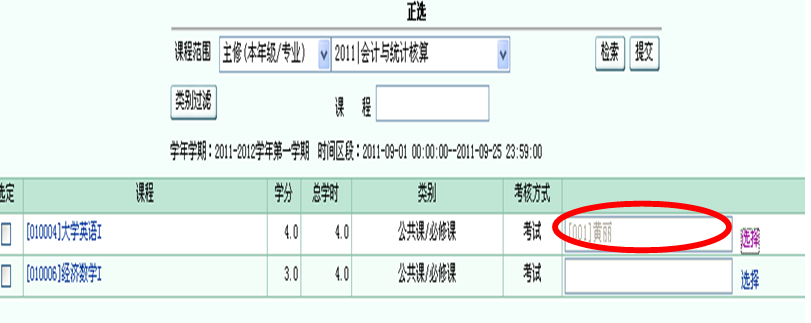 正选
课程范围 主修(本年级/专业) 2011|会计与统计核算 检索 提交
类别过滤 课 程
学年学期：2011-2012学年第一学期 时间区段：2011-09-01 00:00:00--2011-09-25 23:59:00
选定 课程 学分 总学时 类别 考核方式
[010004]大学英语I 4.0 4.0 公共课/必修课 考试 [001]黄丽 选择
[010006]经济数学I 3.0 4.0 公共课/必修课 考试 选择